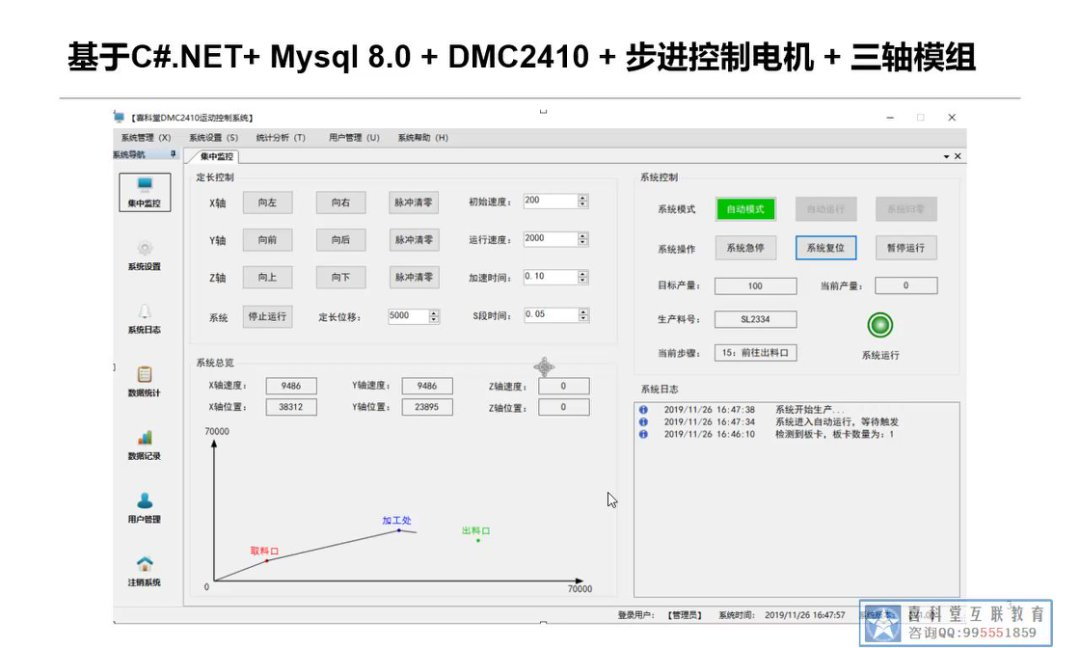 基于C#.NET+ Mysql 8.0 + DMC2410 + 步进控制电机 + 三轴模组
【喜科堂DMC2410运动控制系统】
系统管理 (X) 系统设置 (S) 统计分析 (T) 用户管理 (U) 系统帮助 (H)
系统导航
集中监控
集中监控
系统设置
系统日志
数据统计
数据记录
用户管理
注销系统
定长控制
X轴 向左 向右 脉冲清零 初始速度: 200
Y轴 向前 向后 脉冲清零 运行速度: 2000
Z轴 向上 向下 脉冲清零 加速时间: 0.10
系统 停止运行 定长位移: 5000 S段时间: 0.05
系统总览
X轴速度: 9486 Y轴速度: 9486 Z轴速度: 0
X轴位置: 38312 Y轴位置: 23895 Z轴位置: 0
70000
加工处
出料口
取料口
0
70000
系统控制
系统模式 自动模式 自动运行 系统归零
系统操作 系统急停 系统复位 暂停运行
目标产量: 100 当前产量: 0
生产料号: SL2334
当前步骤: 15: 前往出料口 系统运行
系统日志
2019/11/26 16:47:38 系统开始生产...
2019/11/26 16:47:34 系统进入自动运行, 等待触发
2019/11/26 16:46:10 检测到板卡, 板卡数量为: 1
登录用户: 【管理员】 系统时间: 2019/11/26 16:47:57
喜科堂互联教育
咨询QQ:995551859